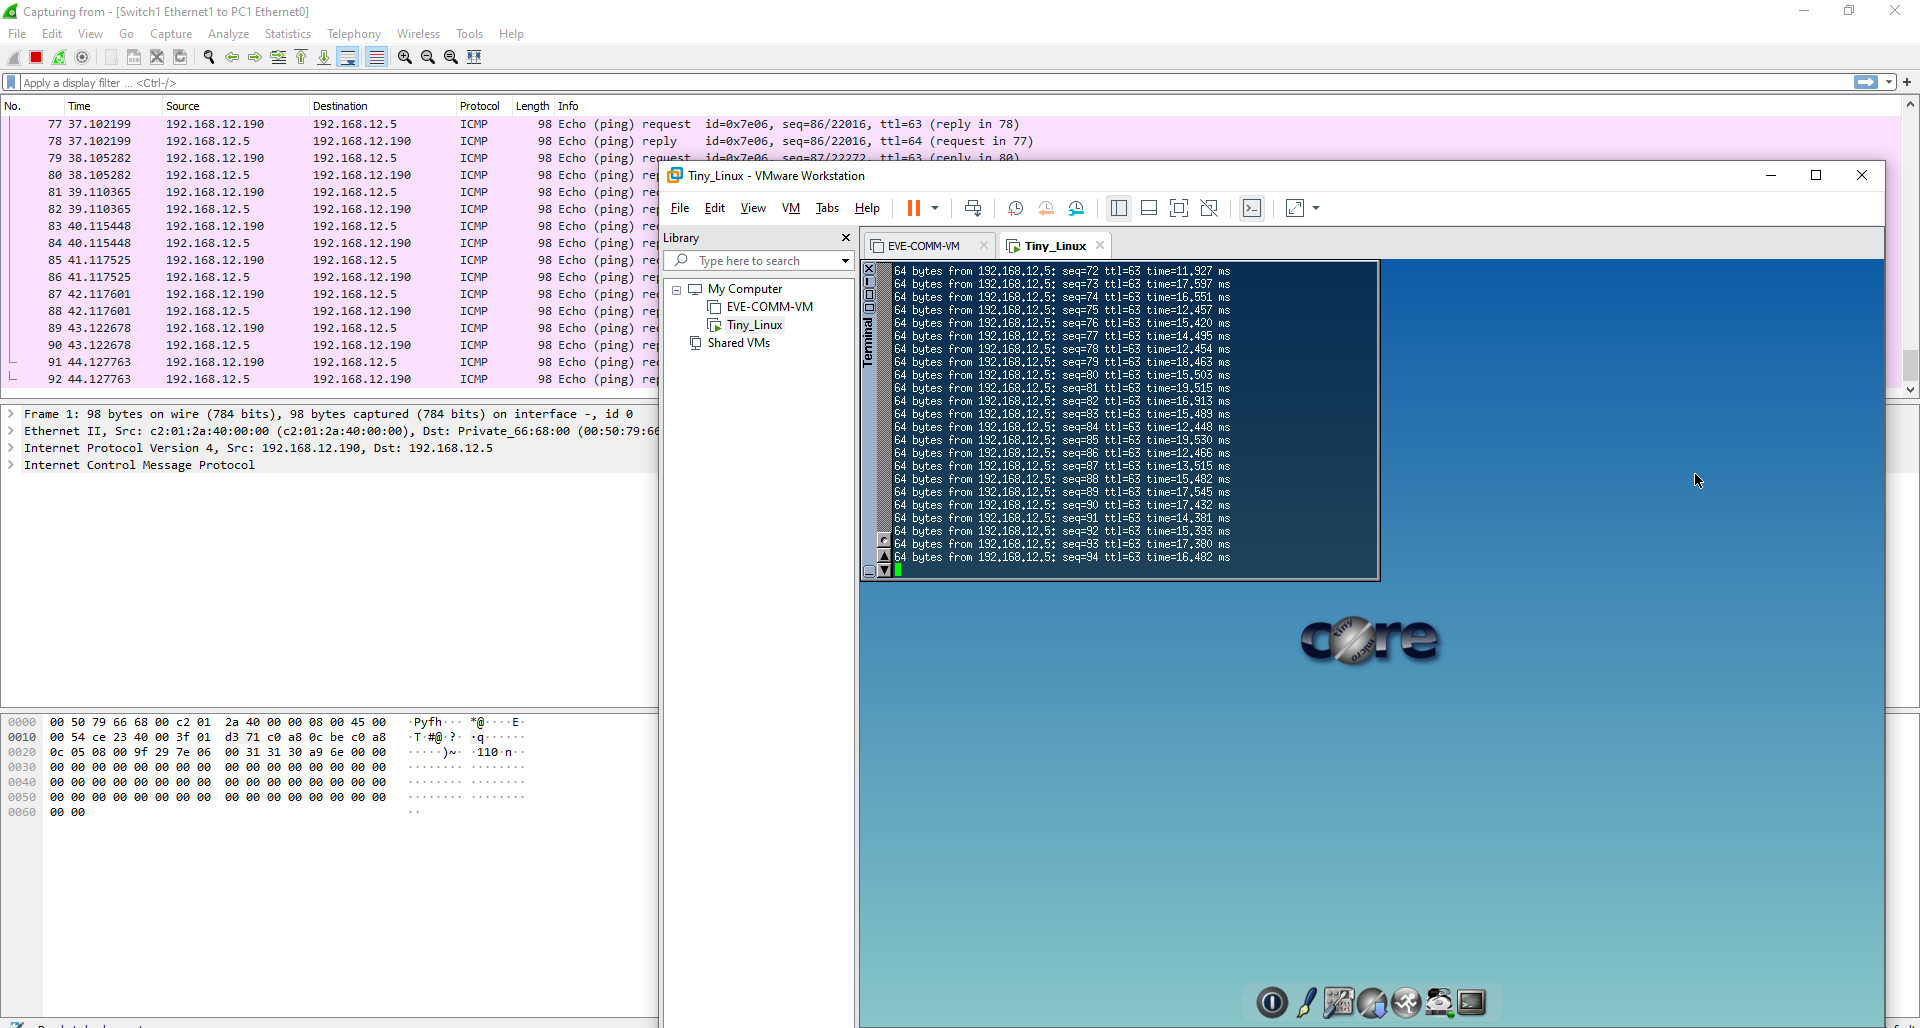 Capturing from - [Switch1 Ethernet1 to PC1 Ethernet0]
File Edit View Go Capture Analyze Statistics Telephony Wireless Tools Help
Apply a display filter ... <Ctrl-/>
No. Time Source Destination Protocol Length Info
77 37.102199 192.168.12.190 192.168.12.5 ICMP 98 Echo (ping) request id=0x7e06, seq=86/22016, ttl=63 (reply in 78)
78 37.102199 192.168.12.5 192.168.12.190 ICMP 98 Echo (ping) reply id=0x7e06, seq=86/22016, ttl=64 (request in 77)
79 38.105282 192.168.12.190 192.168.12.5 ICMP 98 Echo (ping) request id=0x7e06, seq=87/22272, ttl=63 (reply in 80)
80 38.105282 192.168.12.5 192.168.12.190 ICMP 98 Echo (ping) rep
81 39.110365 192.168.12.190 192.168.12.5 ICMP 98 Echo (ping) rec
82 39.110365 192.168.12.5 192.168.12.190 ICMP 98 Echo (ping) rep
83 40.115448 192.168.12.190 192.168.12.5 ICMP 98 Echo (ping) rec
84 40.115448 192.168.12.5 192.168.12.190 ICMP 98 Echo (ping) rep
85 41.117525 192.168.12.190 192.168.12.5 ICMP 98 Echo (ping) rec
86 41.117525 192.168.12.5 192.168.12.190 ICMP 98 Echo (ping) rep
87 42.117601 192.168.12.190 192.168.12.5 ICMP 98 Echo (ping) rec
88 42.117601 192.168.12.5 192.168.12.190 ICMP 98 Echo (ping) rep
89 43.122678 192.168.12.190 192.168.12.5 ICMP 98 Echo (ping) rec
90 43.122678 192.168.12.5 192.168.12.190 ICMP 98 Echo (ping) rep
91 44.127763 192.168.12.190 192.168.12.5 ICMP 98 Echo (ping) rec
92 44.127763 192.168.12.5 192.168.12.190 ICMP 98 Echo (ping) rep
Frame 1: 98 bytes on wire (784 bits), 98 bytes captured (784 bits) on interface -, id 0
Ethernet II, Src: c2:01:2a:40:00:00 (c2:01:2a:40:00:00), Dst: Private_66:68:00 (00:50:79:66
Internet Protocol Version 4, Src: 192.168.12.190, Dst: 192.168.12.5
Internet Control Message Protocol
0000 00 50 79 66 68 00 c2 01 2a 40 00 00 08 00 45 00 ·Pyfh··· *@····E·
0010 00 54 ce 23 40 00 3f 01 d3 71 c0 a8 0c be c0 a8 ·T·#@·?· ·q······
0020 0c 05 08 00 9f 29 7e 06 00 31 31 30 a9 6e 00 00 ·····)~· ·110·n··
0030 00 00 00 00 00 00 00 00 00 00 00 00 00 00 00 00 ········ ········
0040 00 00 00 00 00 00 00 00 00 00 00 00 00 00 00 00 ········ ········
0050 00 00 00 00 00 00 00 00 00 00 00 00 00 00 00 00 ········ ········
0060 00 00 ··
Tiny_Linux - VMware Workstation
File Edit View VM Tabs Help
Library
Type here to search
My Computer
EVE-COMM-VM
Tiny_Linux
Shared VMs
EVE-COMM-VM Tiny_Linux
Terminal
64 bytes from 192.168.12.5: seq=72 ttl=63 time=11.927 ms
64 bytes from 192.168.12.5: seq=73 ttl=63 time=17.597 ms
64 bytes from 192.168.12.5: seq=74 ttl=63 time=16.551 ms
64 bytes from 192.168.12.5: seq=75 ttl=63 time=12.457 ms
64 bytes from 192.168.12.5: seq=76 ttl=63 time=15.420 ms
64 bytes from 192.168.12.5: seq=77 ttl=63 time=14.495 ms
64 bytes from 192.168.12.5: seq=78 ttl=63 time=12.454 ms
64 bytes from 192.168.12.5: seq=79 ttl=63 time=18.463 ms
64 bytes from 192.168.12.5: seq=80 ttl=63 time=15.503 ms
64 bytes from 192.168.12.5: seq=81 ttl=63 time=19.515 ms
64 bytes from 192.168.12.5: seq=82 ttl=63 time=16.913 ms
64 bytes from 192.168.12.5: seq=83 ttl=63 time=15.489 ms
64 bytes from 192.168.12.5: seq=84 ttl=63 time=12.448 ms
64 bytes from 192.168.12.5: seq=85 ttl=63 time=19.530 ms
64 bytes from 192.168.12.5: seq=86 ttl=63 time=12.466 ms
64 bytes from 192.168.12.5: seq=87 ttl=63 time=13.515 ms
64 bytes from 192.168.12.5: seq=88 ttl=63 time=15.482 ms
64 bytes from 192.168.12.5: seq=89 ttl=63 time=17.545 ms
64 bytes from 192.168.12.5: seq=90 ttl=63 time=17.432 ms
64 bytes from 192.168.12.5: seq=91 ttl=63 time=14.381 ms
64 bytes from 192.168.12.5: seq=92 ttl=63 time=15.393 ms
64 bytes from 192.168.12.5: seq=93 ttl=63 time=17.380 ms
64 bytes from 192.168.12.5: seq=94 ttl=63 time=16.482 ms
core
tiny
micro